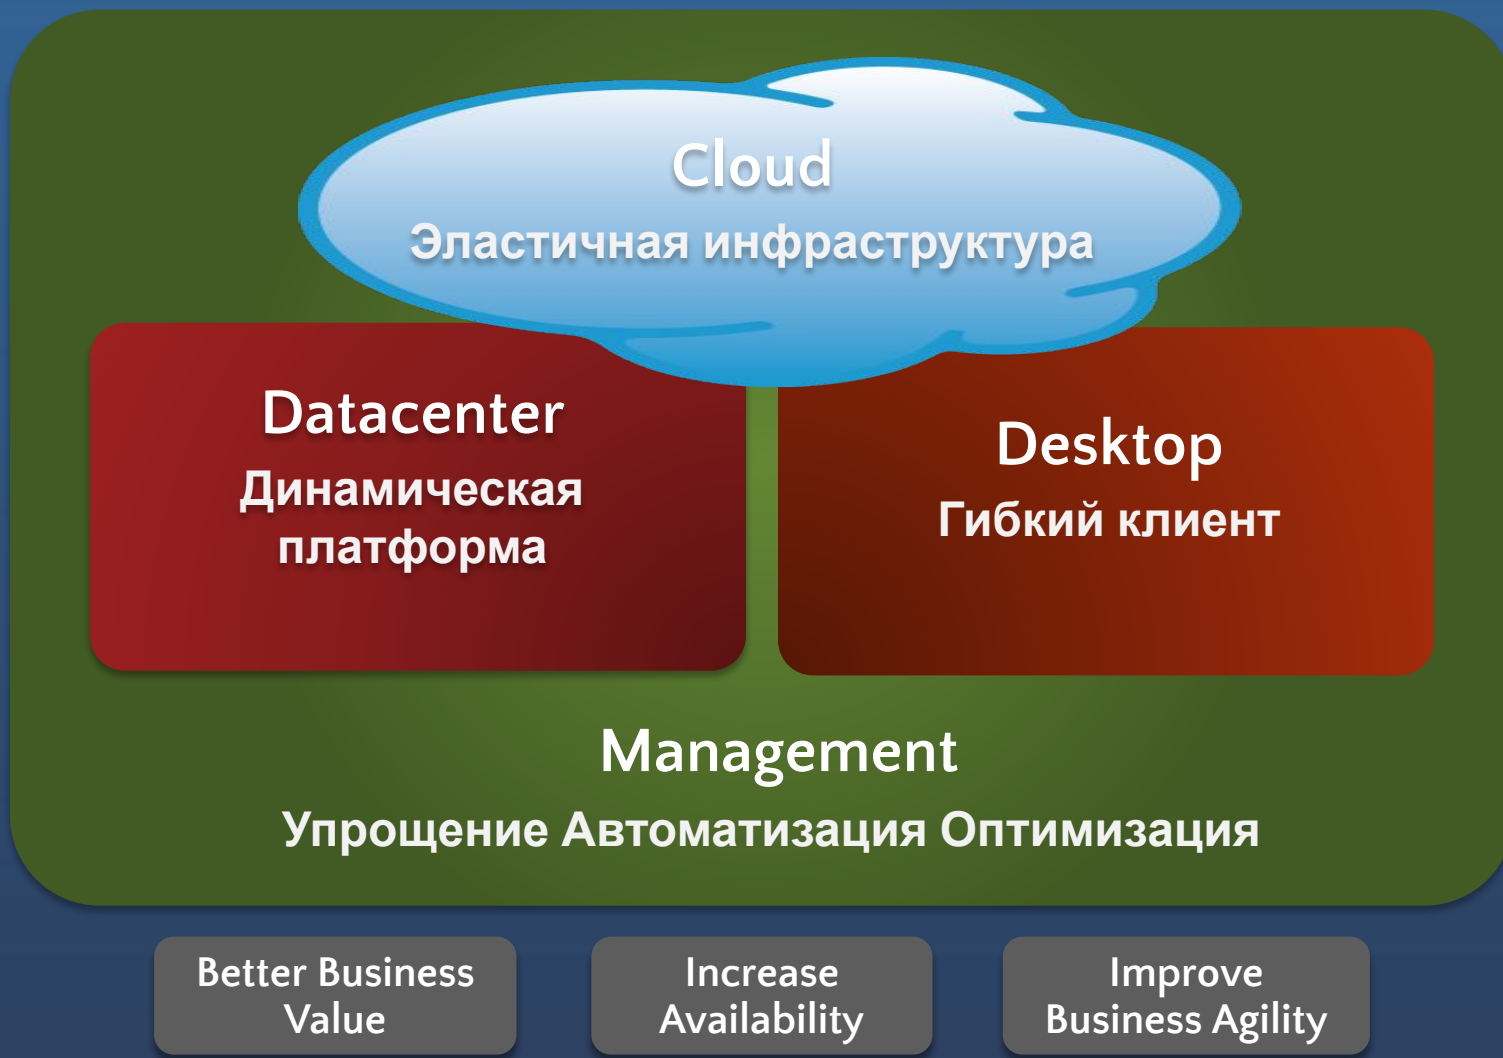 Cloud
Эластичная инфраструктура
Datacenter
Динамическая
платформа
Desktop
Гибкий клиент
Management
Упрощение Автоматизация Оптимизация
Better Business
Value
Increase
Availability
Improve
Business Agility